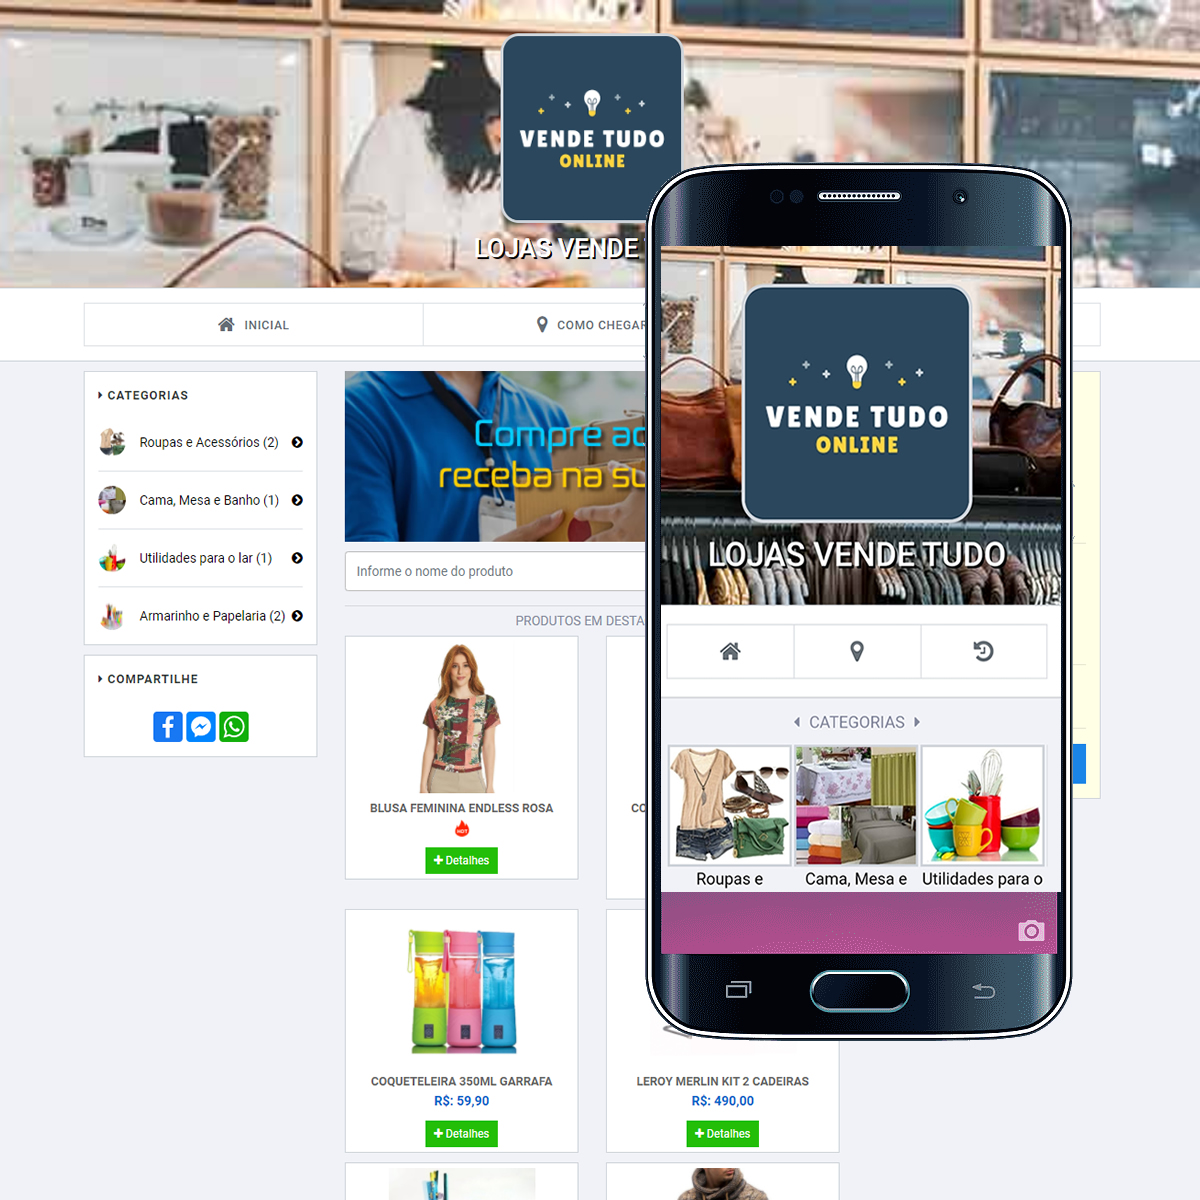 VENDE TUDO
ONLINE
LOJAS VENDE
INICIAL
COMO CHEGAR
CATEGORIAS
Roupas e Acessórios (2)
Cama, Mesa e Banho (1)
Utilidades para o lar (1)
Armarinho e Papelaria (2)
COMPARTILHE
Compre
receba na
Informe o nome do produto
PRODUTOS EM DESTA
BLUSA FEMININA ENDLESS ROSA
HOT
Detalhes
CO
COQUETELEIRA 350ML GARRAFA
R$: 59,90
Detalhes
LEROY MERLIN KIT 2 CADEIRAS
R$: 490,00
Detalhes
VENDE TUDO
ONLINE
LOJAS VENDE TUDO
CATEGORIAS
Roupas e
Cama, Mesa e
Utilidades para o